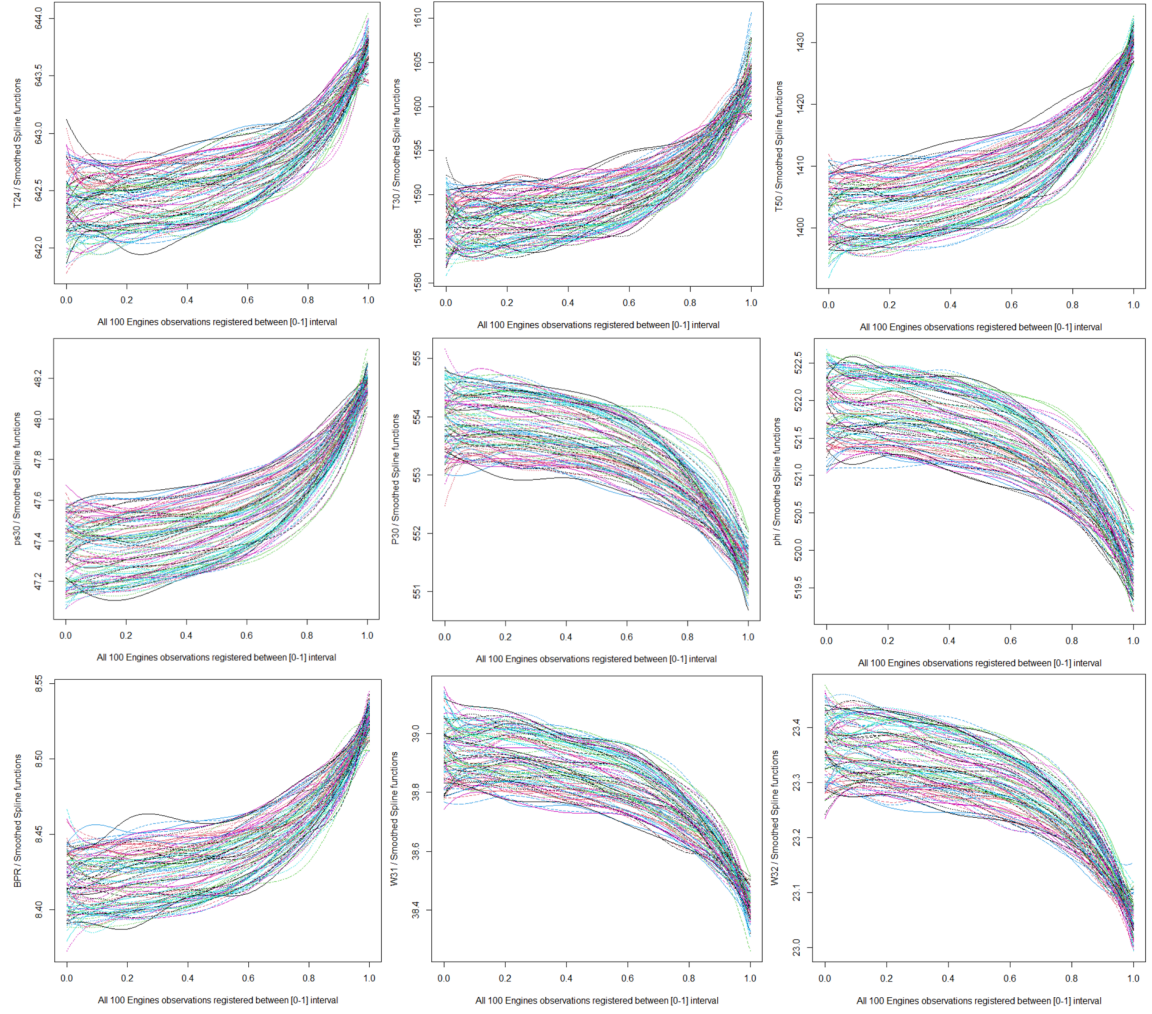 T24 / Smoothed Spline functions
642.0 642.5 643.0 643.5 644.0
0.0 0.2 0.4 0.6 0.8 1.0
All 100 Engines observations registered between [0-1] interval
T30 / Smoothed Spline functions
1580 1585 1590 1595 1600 1605 1610
0.0 0.2 0.4 0.6 0.8 1.0
All 100 Engines observations registered between [0-1] interval
T50 / Smoothed Spline functions
1400 1410 1420 1430
0.0 0.2 0.4 0.6 0.8 1.0
All 100 Engines observations registered between [0-1] interval
ps30 / Smoothed Spline functions
47.2 47.4 47.6 47.8 48.0 48.2
0.0 0.2 0.4 0.6 0.8 1.0
All 100 Engines observations registered between [0-1] interval
P30 / Smoothed Spline functions
551 552 553 554 555
0.0 0.2 0.4 0.6 0.8 1.0
All 100 Engines observations registered between [0-1] interval
phi / Smoothed Spline functions
519.5 520.0 520.5 521.0 521.5 522.0 522.5
0.0 0.2 0.4 0.6 0.8 1.0
All 100 Engines observations registered between [0-1] interval
BPR / Smoothed Spline functions
8.40 8.45 8.50 8.55
0.0 0.2 0.4 0.6 0.8 1.0
All 100 Engines observations registered between [0-1] interval
W31 / Smoothed Spline functions
38.4 38.6 38.8 39.0
0.0 0.2 0.4 0.6 0.8 1.0
All 100 Engines observations registered between [0-1] interval
W32 / Smoothed Spline functions
23.0 23.1 23.2 23.3 23.4
0.0 0.2 0.4 0.6 0.8 1.0
All 100 Engines observations registered between [0-1] interval